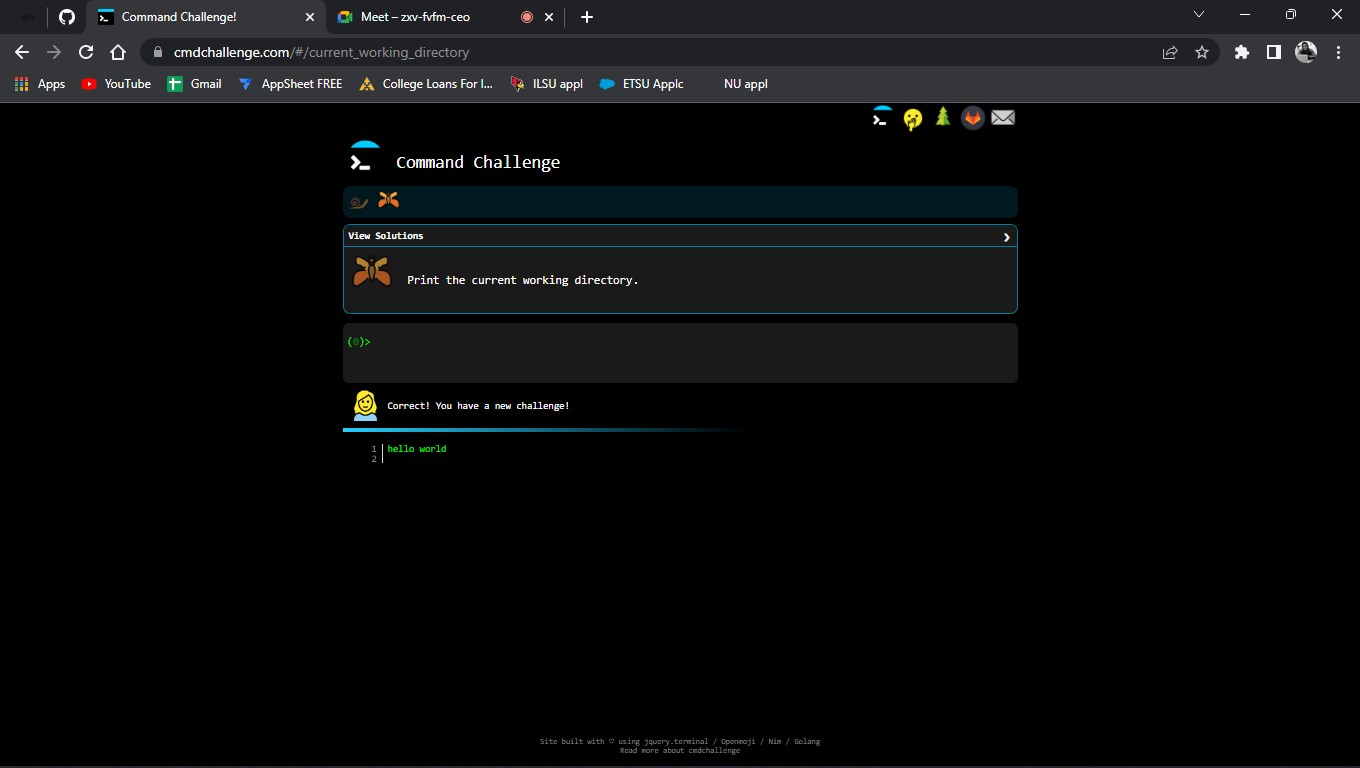 Command Challenge!
Meet – zxv-fvfm-ceo
cmdchallenge.com/#/current_working_directory
Apps
YouTube
Gmail
AppSheet FREE
College Loans For I...
ILSU appl
ETSU Applc
NU appl
Command Challenge
View Solutions
Print the current working directory.
(0)>
Correct! You have a new challenge!
1 hello world
2
Site built with ♡ using jquery.terminal / Openmoji / Nim / Golang
Read more about cmdchallenge